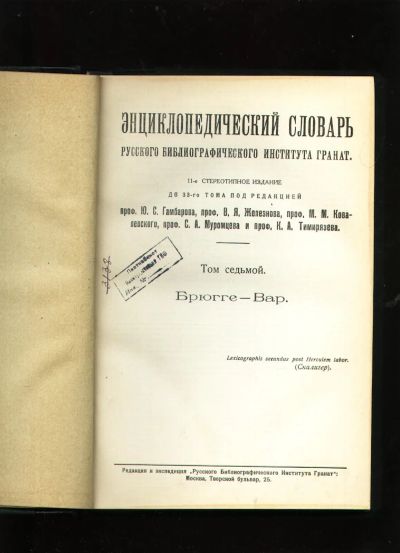 ЭНЦИКЛОПЕДИЧЕСКИЙ СЛОВАРЬ
РУССКОГО БИБЛИОГРАФИЧЕСКОГО ИНСТИТУТА ГРАНАТ.
11-е СТЕРЕОТИПНОЕ ИЗДАНИЕ
ДО 33-го ТОМА ПОД РЕДАКЦИЕЙ
проф. Ю. С. Гамбарова, проф. В. Я. Железнова, проф. М. М. Кова-
левского, проф. С. А. Муромцева и проф. К. А. Тимирязева.
Том седьмой.
Брюгге—Вар.
Lexicographis secundus post Herculem labor.
(Скалигер).
Редакция и экспедиция „Русского Библиографического Института Гранат“:
Москва, Тверской бульвар, 25.